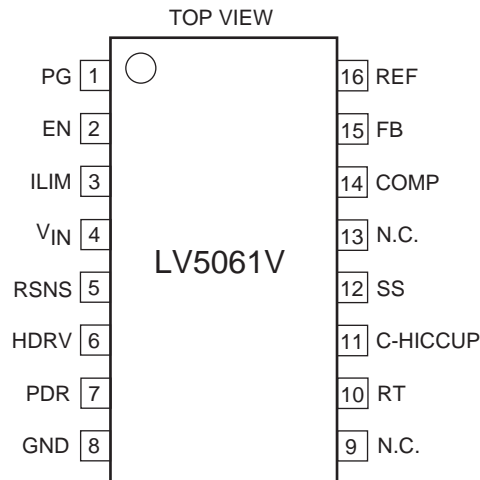 TOP VIEW
PG 1
16 REF
EN 2
15 FB
ILIM 3
14 COMP
VIN 4
13 N.C.
LV5061V
RSNS 5
12 SS
HDRV 6
11 C-HICCUP
PDR 7
10 RT
GND 8
9 N.C.